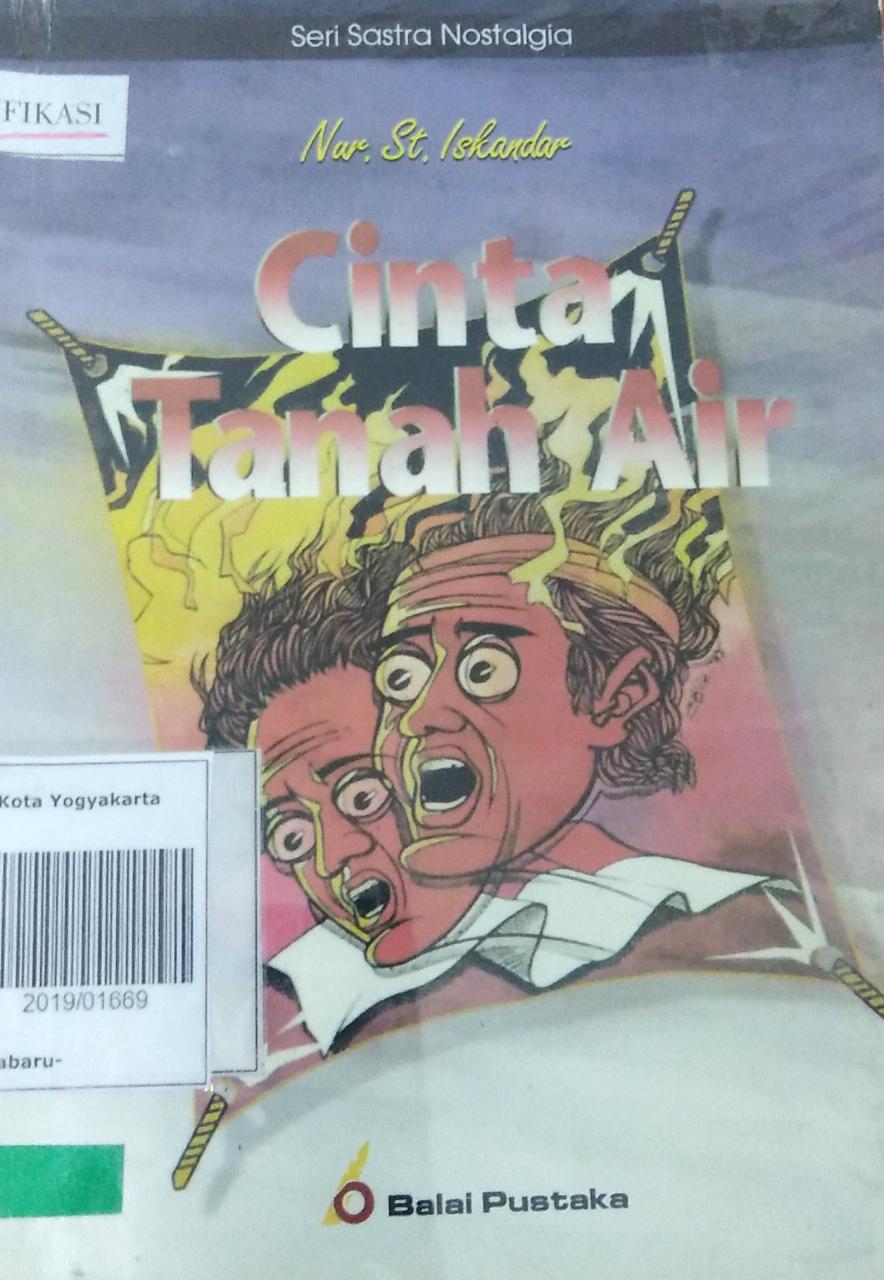 Seri Sastra Nostalgia
FIKASI
Nur. St. Iskandar
Cinta
Tanah Air
Kota Yogyakarta
2019/01669
abaru-
Balai Pustaka